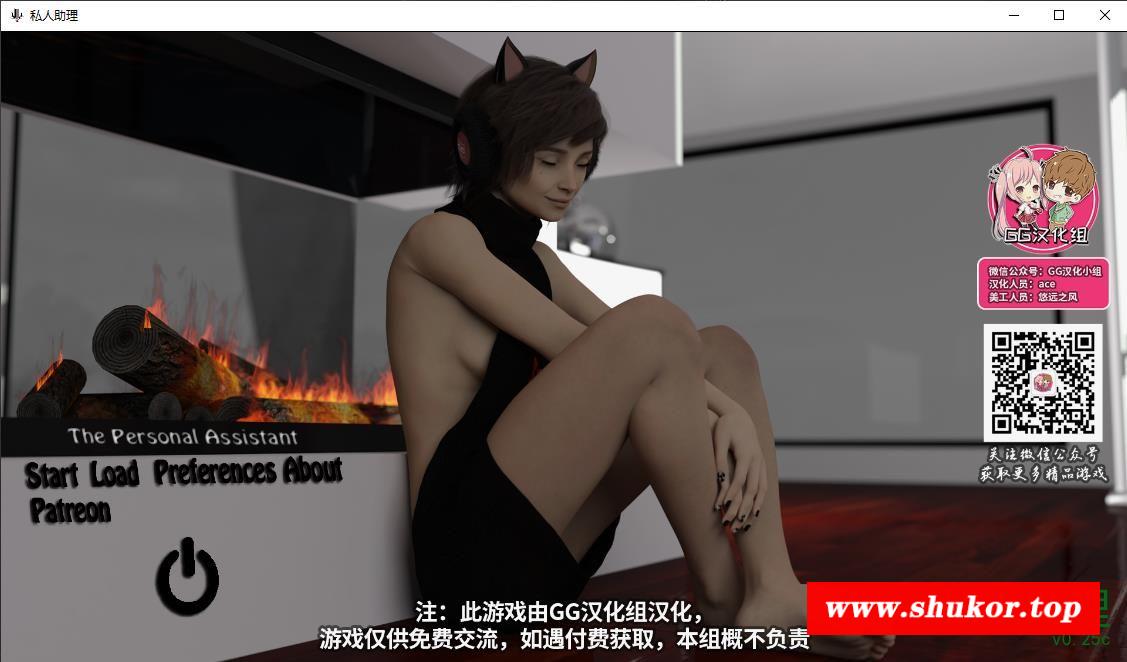 私人助理
GG汉化组
微信公众号：GG汉化小组
汉化人员：ace
美工人员：悠远之风
关注微信公众号
获取更多精品游戏
The Personal Assistant
Start Load Preferences About
Patreon
注：此游戏由GG汉化组汉化，
游戏仅供免费交流，如遇付费获取，本组概不负责
www.shukor.top
v0.25c